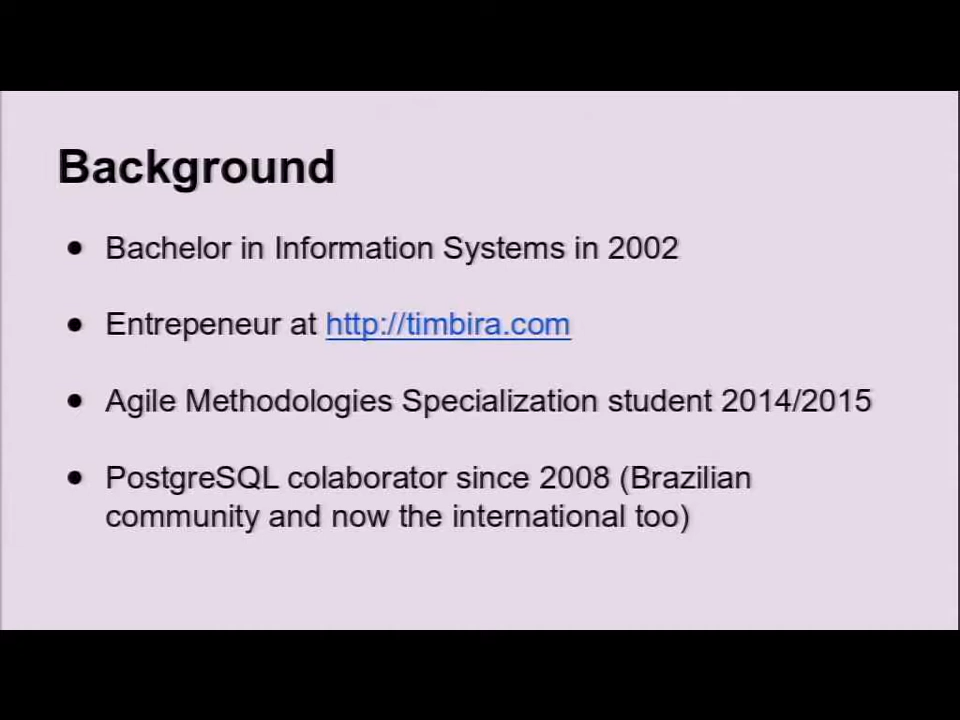 Background
● Bachelor in Information Systems in 2002
● Entrepeneur at http://timbira.com
● Agile Methodologies Specialization student 2014/2015
● PostgreSQL colaborator since 2008 (Brazilian
community and now the international too)